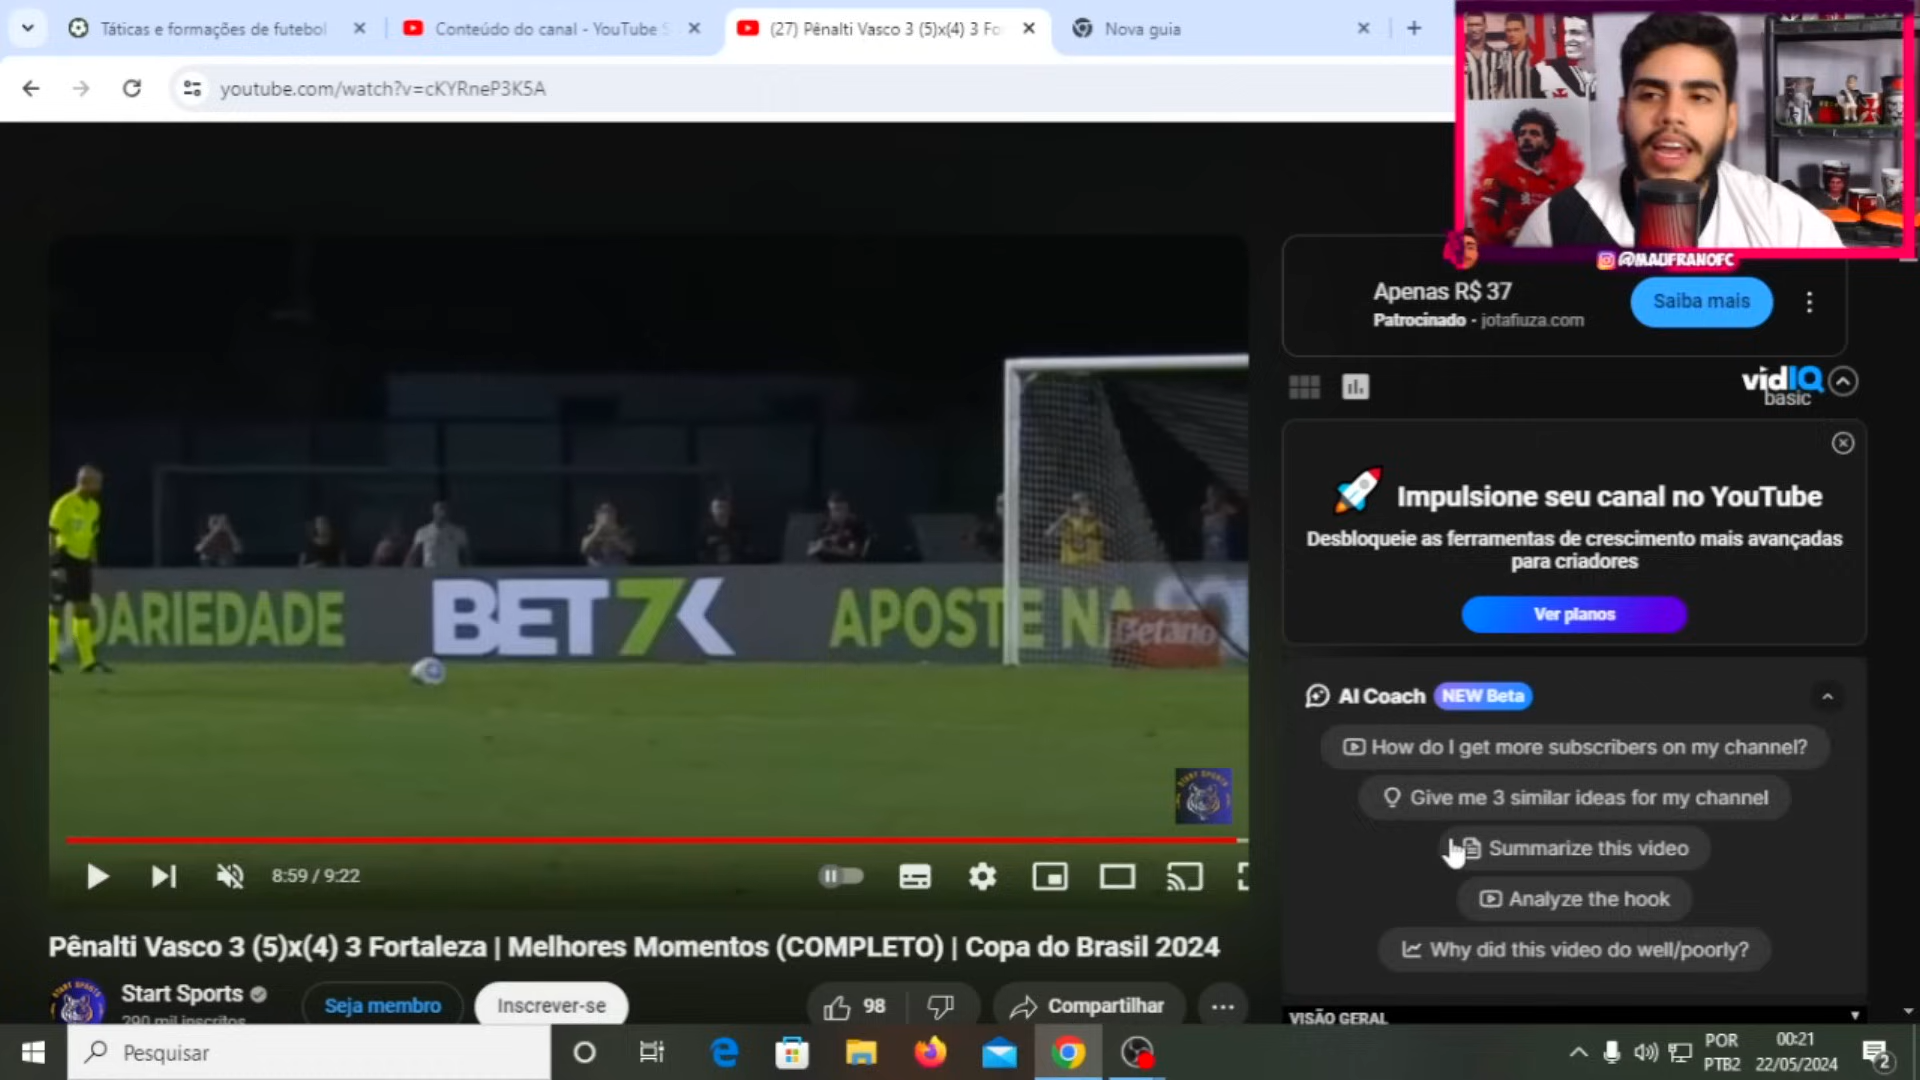 Táticas e formações de futebol
Conteúdo do canal - YouTube S
(27) Pênalti Vasco 3 (5)x(4) 3 Fo
Nova guia
youtube.com/watch?v=cKYRneP3K5A
@MAUFRANOFC
Apenas R$ 37
Patrocinado - jotafiuza.com
Saiba mais
vidIQ
basic
Impulsione seu canal no YouTube
Desbloqueie as ferramentas de crescimento mais avançadas
para criadores
Ver planos
DARIEDADE
BET7K
APOSTE NA
Betano
START SPORTS
AI Coach NEW Beta
How do I get more subscribers on my channel?
Give me 3 similar ideas for my channel
Summarize this video
Analyze the hook
Why did this video do well/poorly?
8:59 / 9:22
Pênalti Vasco 3 (5)x(4) 3 Fortaleza | Melhores Momentos (COMPLETO) | Copa do Brasil 2024
Start Sports
290 mil inscritos
Seja membro
Inscrever-se
98
Compartilhar
VISÃO GERAL
Pesquisar
POR
PTB2
00:21
22/05/2024
2